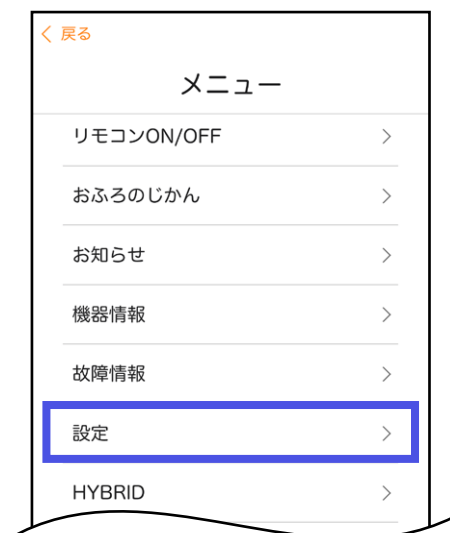 戻る
メニュー
リモコンON/OFF
おふろのじかん
お知らせ
機器情報
故障情報
設定
HYBRID